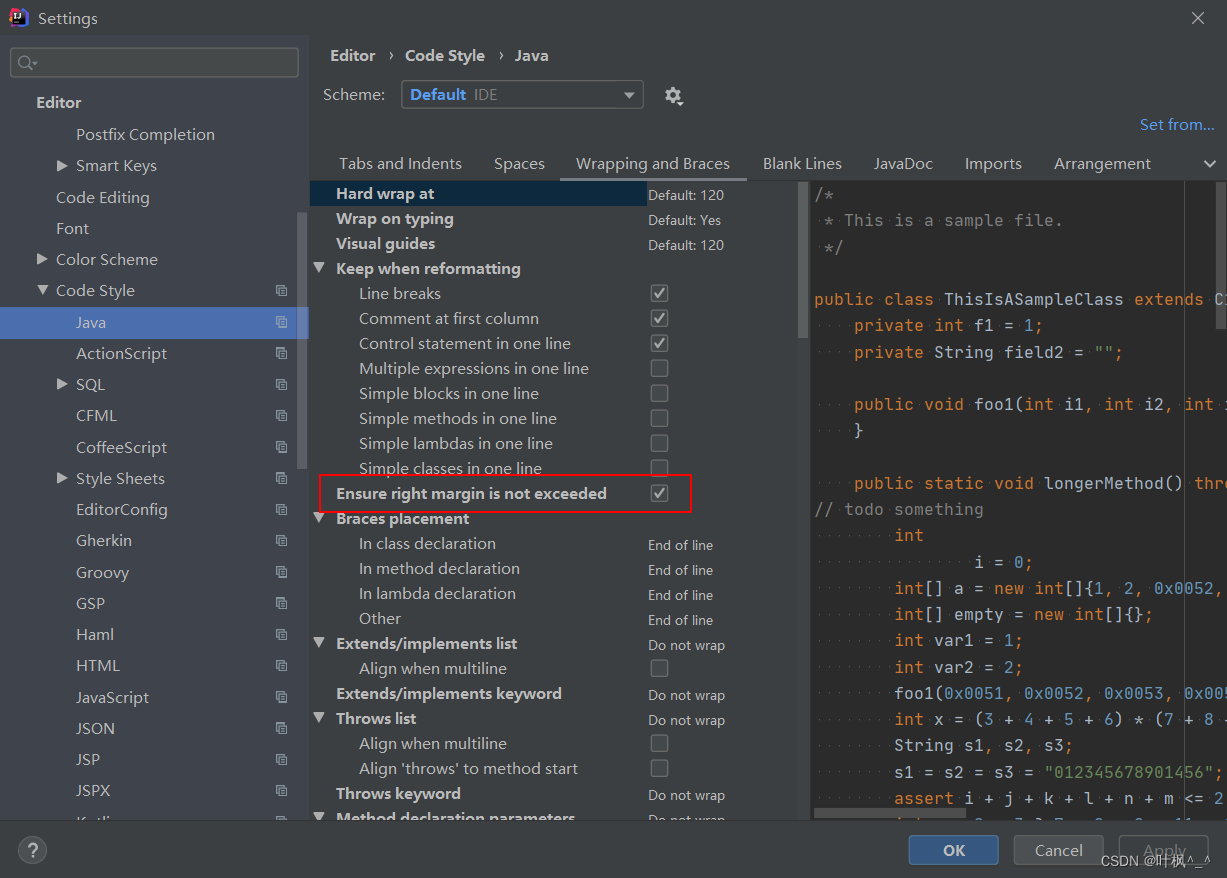 Settings
Editor
Postfix Completion
Smart Keys
Code Editing
Font
Color Scheme
Code Style
Java
ActionScript
SQL
CFML
CoffeeScript
Style Sheets
EditorConfig
Gherkin
Groovy
GSP
Haml
HTML
JavaScript
JSON
JSP
JSPX
Editor › Code Style › Java
Scheme: Default IDE
Set from...
Tabs and Indents Spaces Wrapping and Braces Blank Lines JavaDoc Imports Arrangement
Hard wrap at Default: 120
Wrap on typing Default: Yes
Visual guides Default: 120
Keep when reformatting
Line breaks
Comment at first column
Control statement in one line
Multiple expressions in one line
Simple blocks in one line
Simple methods in one line
Simple lambdas in one line
Simple classes in one line
Ensure right margin is not exceeded
Braces placement
In class declaration End of line
In method declaration End of line
In lambda declaration End of line
Other End of line
Extends/implements list Do not wrap
Align when multiline
Extends/implements keyword Do not wrap
Throws list Do not wrap
Align when multiline
Align 'throws' to method start
Throws keyword Do not wrap
Method declaration parameters Do not wrap
/*
* This is a sample file.
*/
public class ThisIsASampleClass extends
private int f1 = 1;
private String field2 = "";
public void foo1(int i1, int i2, int
}
public static void longerMethod()
// todo something
int
i = 0;
int[] a = new int[]{1, 2, 0x0052,
int[] empty = new int[]{};
int var1 = 1;
int var2 = 2;
foo1(0x0051, 0x0052, 0x0053,
int x = (3 + 4 + 5 + 6) * (7 + 8
String s1, s2, s3;
s1 = s2 = s3 = "012345678901456";
assert i + j + k + l + n + m <= 2
OK Cancel Apply
CSDN @叶枫^_^
?